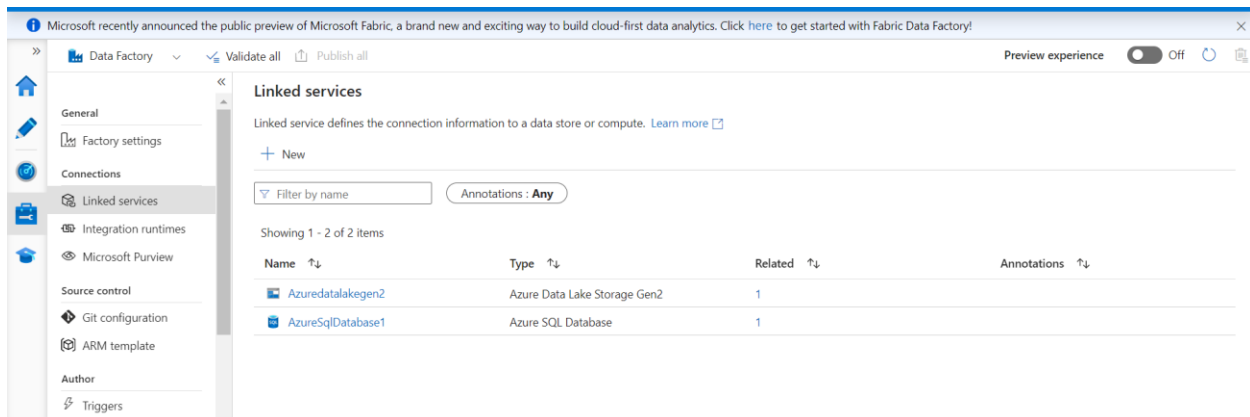 Microsoft recently announced the public preview of Microsoft Fabric, a brand new and exciting way to build cloud-first data analytics. Click here to get started with Fabric Data Factory!
Data Factory
Validate all
Publish all
Preview experience
Off
General
Factory settings
Connections
Linked services
Integration runtimes
Microsoft Purview
Source control
Git configuration
ARM template
Author
Triggers
Linked services
Linked service defines the connection information to a data store or compute. Learn more
New
Filter by name
Annotations : Any
Showing 1 - 2 of 2 items
Name Type Related Annotations
Azuredatalakegen2 Azure Data Lake Storage Gen2 1
AzureSqlDatabase1 Azure SQL Database 1